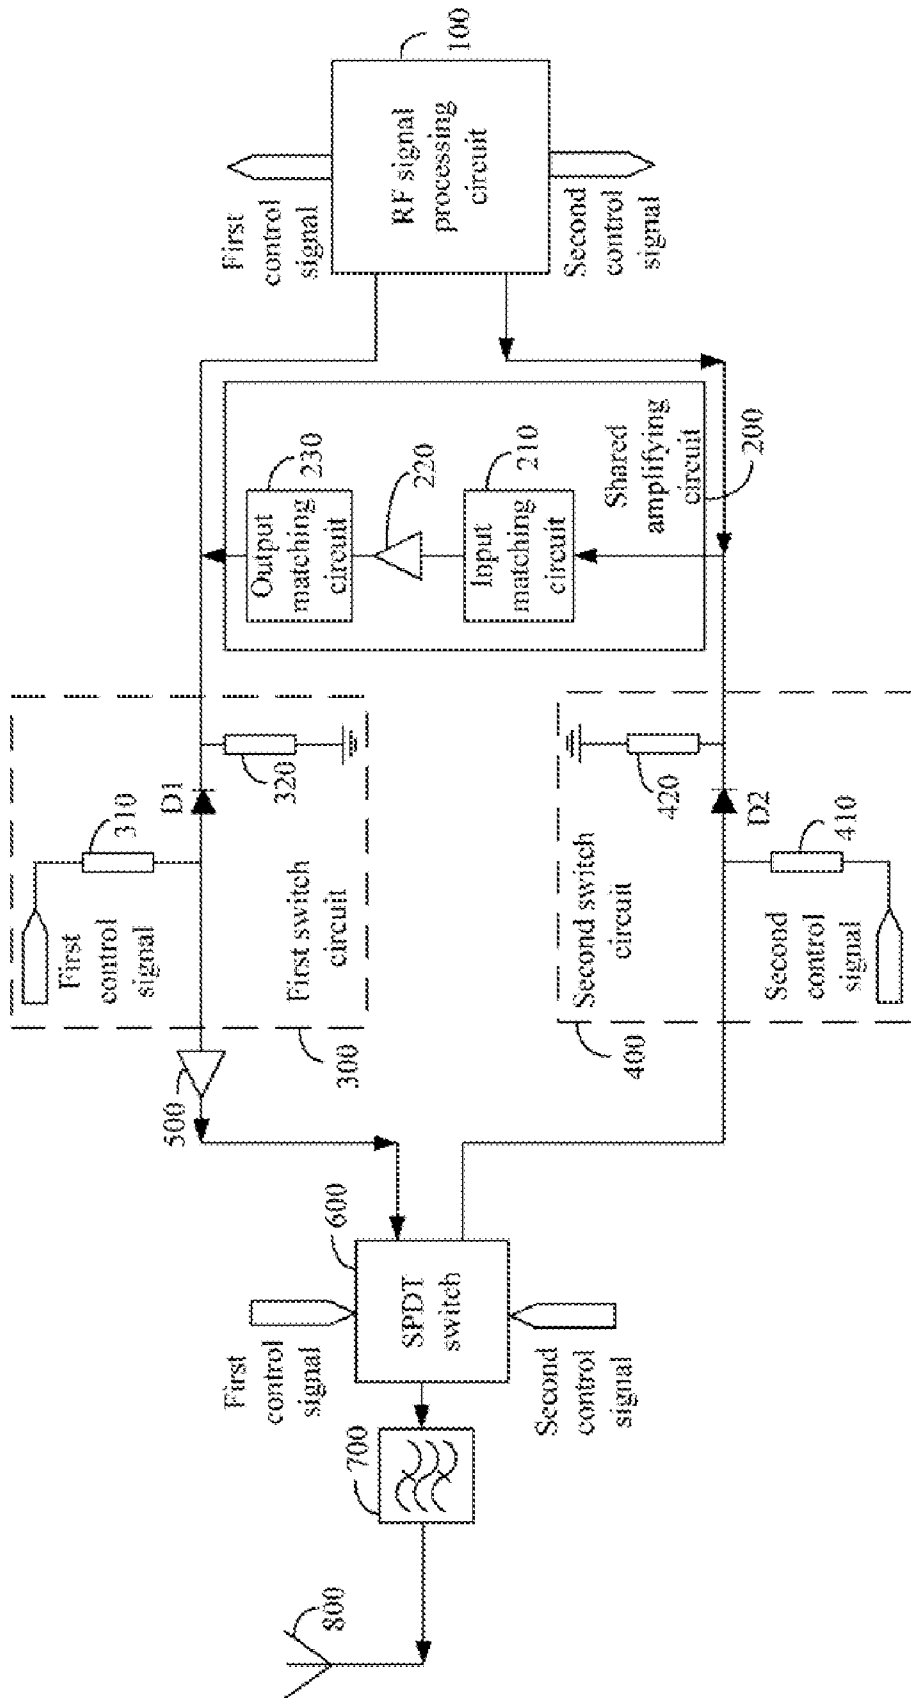 800
700
First
control
signal
600
SPDT
switch
Second
control
signal
500
First
control
signal
310
D1
320
First switch
circuit
300
Second switch
circuit
400
420
D2
410
Second
control
signal
Output
matching
circuit
230
220
Input
matching
circuit
210
Shared
amplifying
circuit
200
First
control
signal
RF signal
processing
circuit
100
Second
control
signal